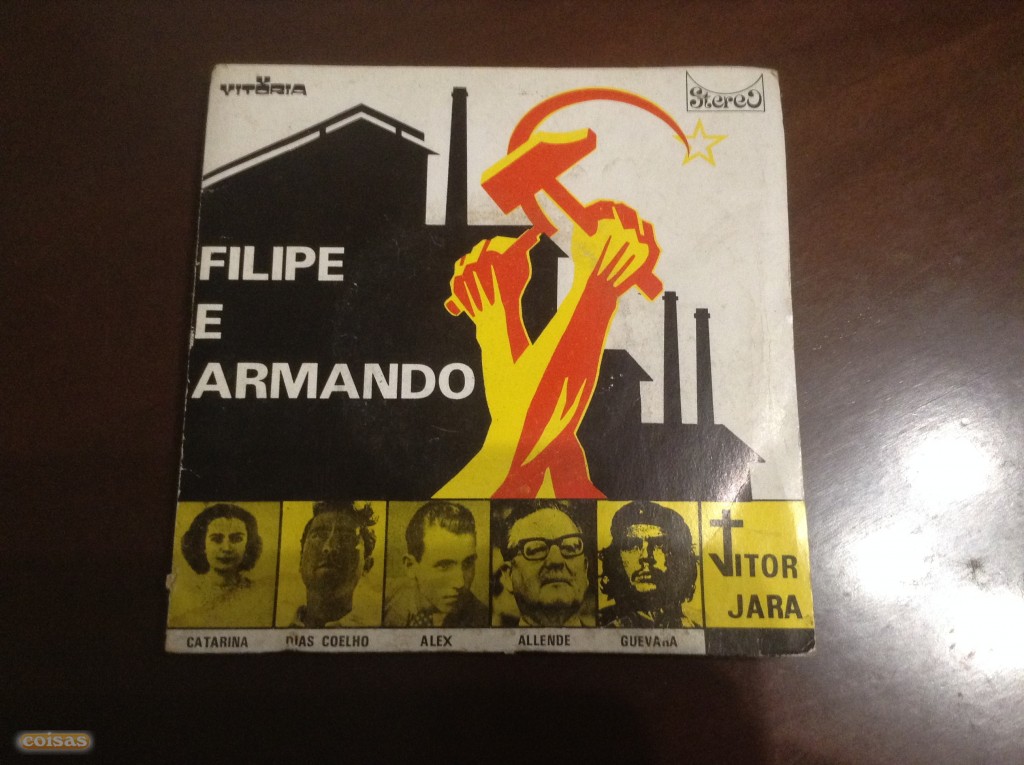 VITÓRIA
Stereo
FILIPE
E
ARMANDO
VITOR
JARA
CATARINA DIAS COELHO ALEX ALLENDE GUEVARA
coisas